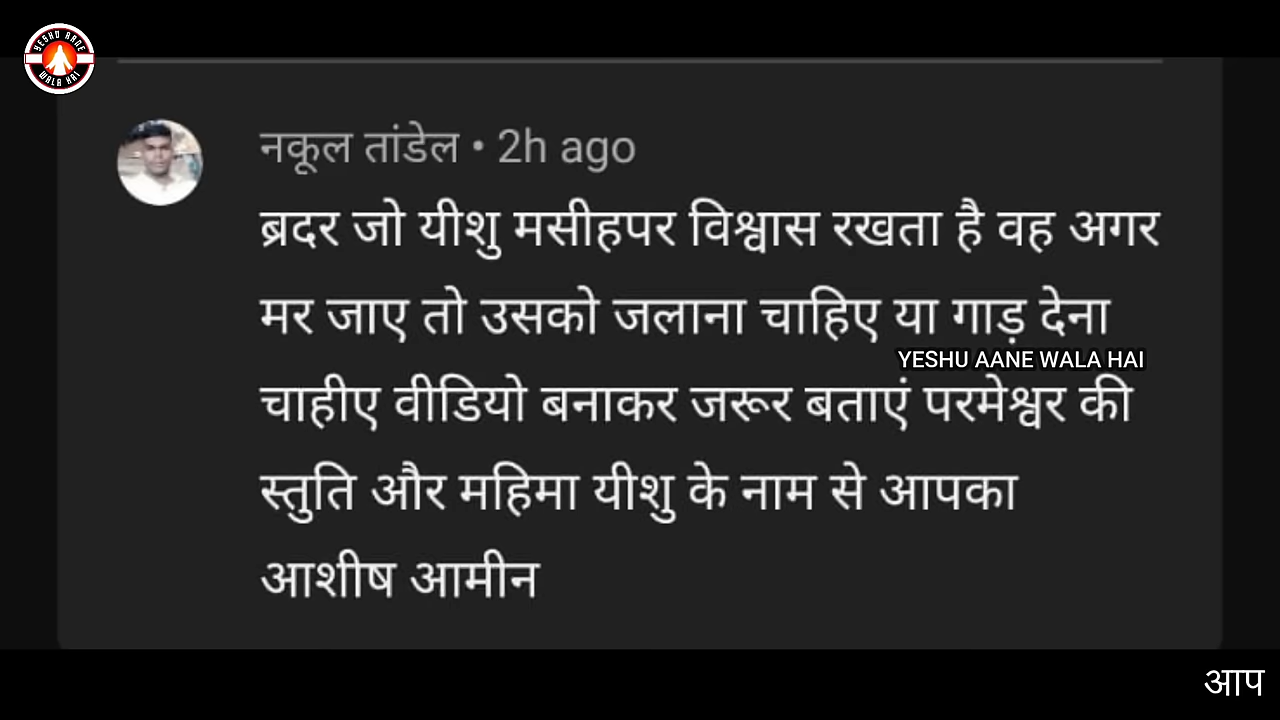 YESHU AANE
WALA HAI
नकूल तांडेल • 2h ago
ब्रदर जो यीशु मसीहपर विश्वास रखता है वह अगर
मर जाए तो उसको जलाना चाहिए या गाड़ देना
YESHU AANE WALA HAI
चाहीए वीडियो बनाकर जरूर बताएं परमेश्वर की
स्तुति और महिमा यीशु के नाम से आपका
आशीष आमीन
आप